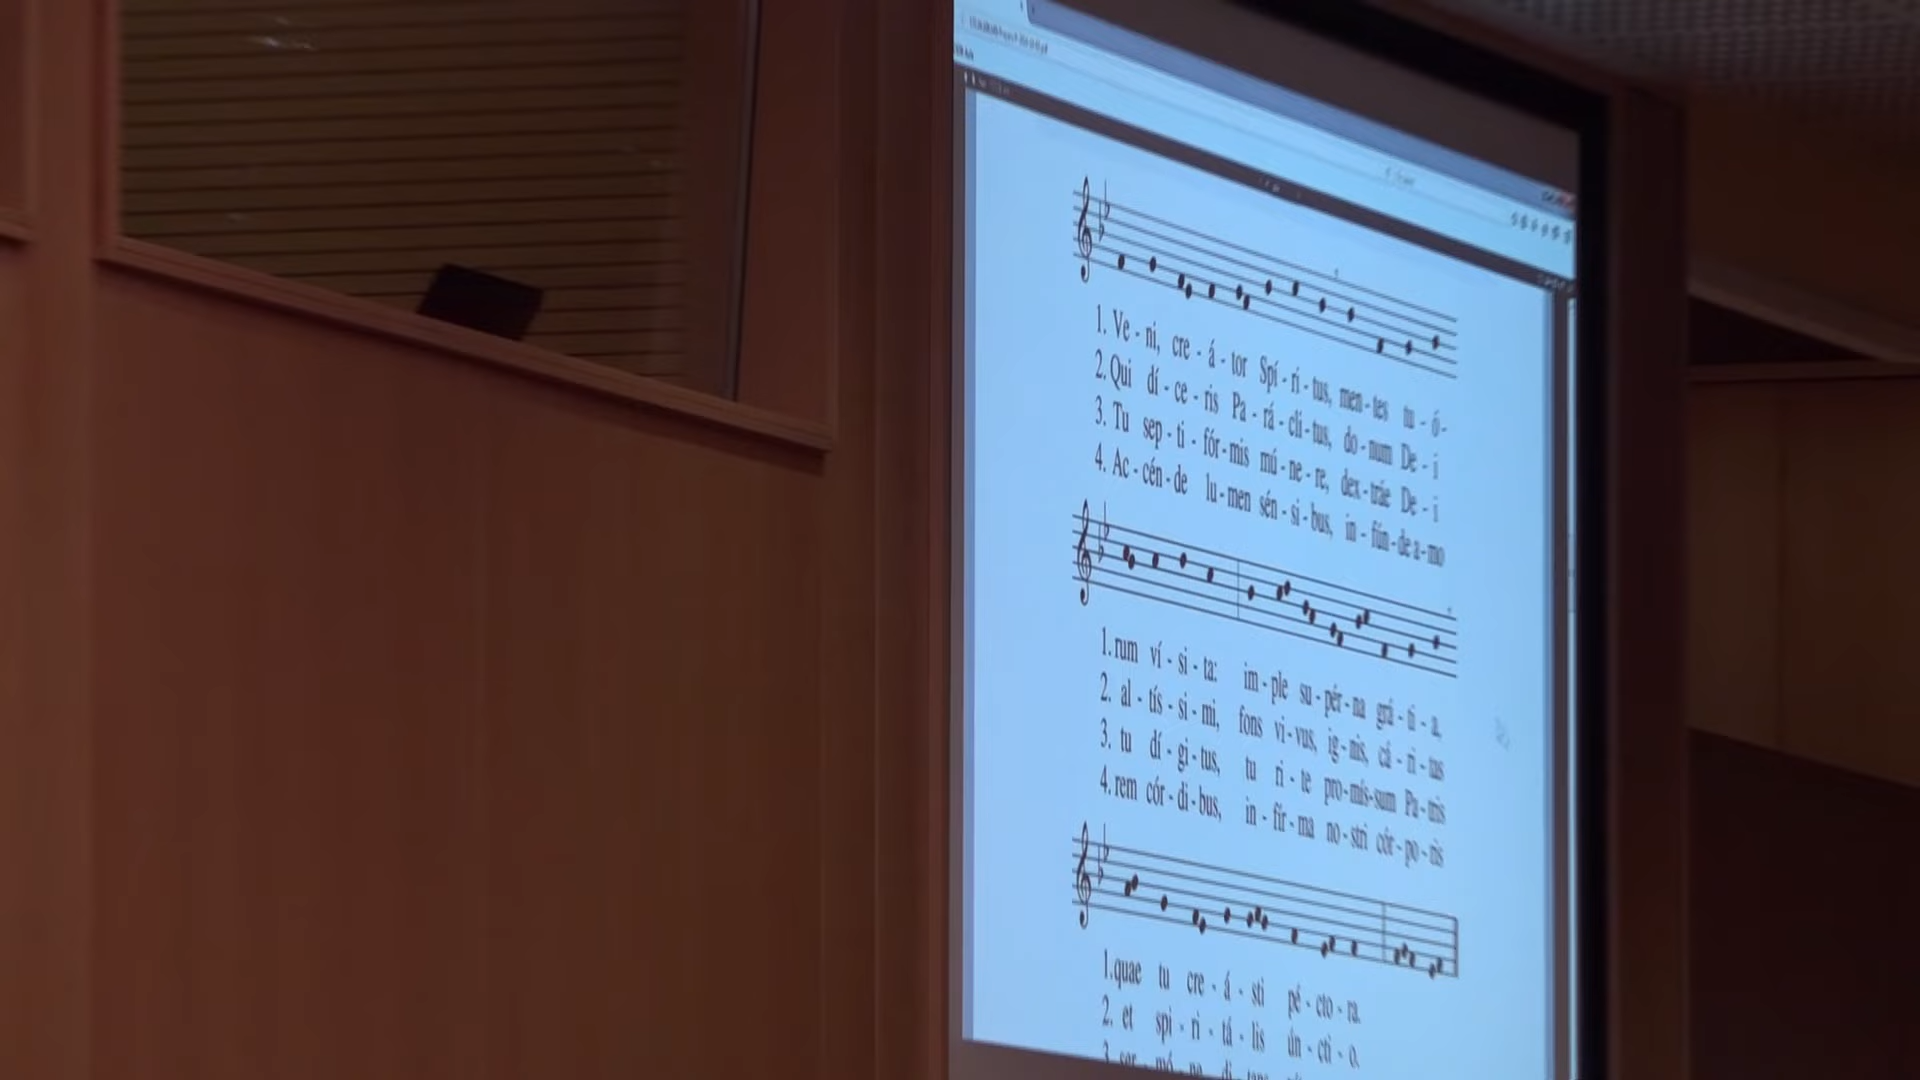 1. Ve - ni, cre - á - tor Spí - ri - tus, men - tes tu - ó -
2. Qui dí - ce - ris Pa - rá - cli - tus, do - num De - i
3. Tu sep - ti - fór - mis mú - ne - re, dex - tráe De - i
4. Ac - cén - de lu - men sén - si - bus, in - fún - de a - mo
1. rum ví - si - ta: im - ple su - pér - na grá - ti - a,
2. al - tís - si - mi, fons vi - vus, ig - nis, cá - ri - tas
3. tu dí - gi - tus, tu ri - te pro - mís - sum Pa - tris
4. rem cór - di - bus, in - fír - ma no - stri cór - po - ris
1. quae tu cre - á - sti pé - cto - ra.
2. et spi - ri - tá - lis ún - cti - o.
3. ser - mó - ne di -